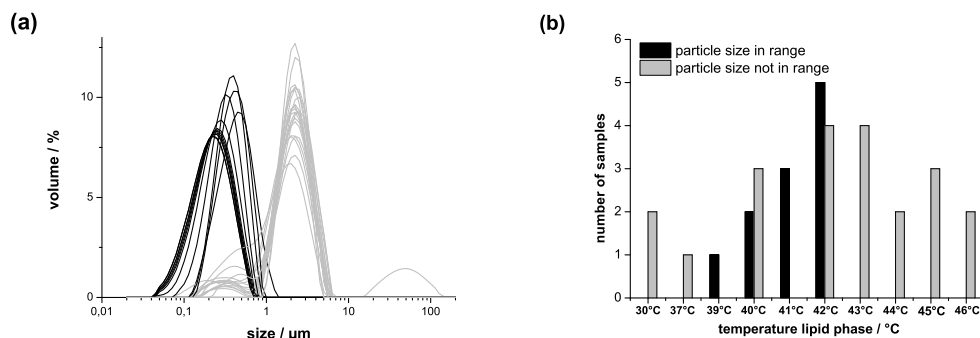 (a)
volume / %
10
5
0
0,01 0,1 1 10 100
size / µm
(b)
number of samples
6
5
4
3
2
1
0
particle size in range
particle size not in range
30°C 37°C 39°C 40°C 41°C 42°C 43°C 44°C 45°C 46°C
temperature lipid phase / °C